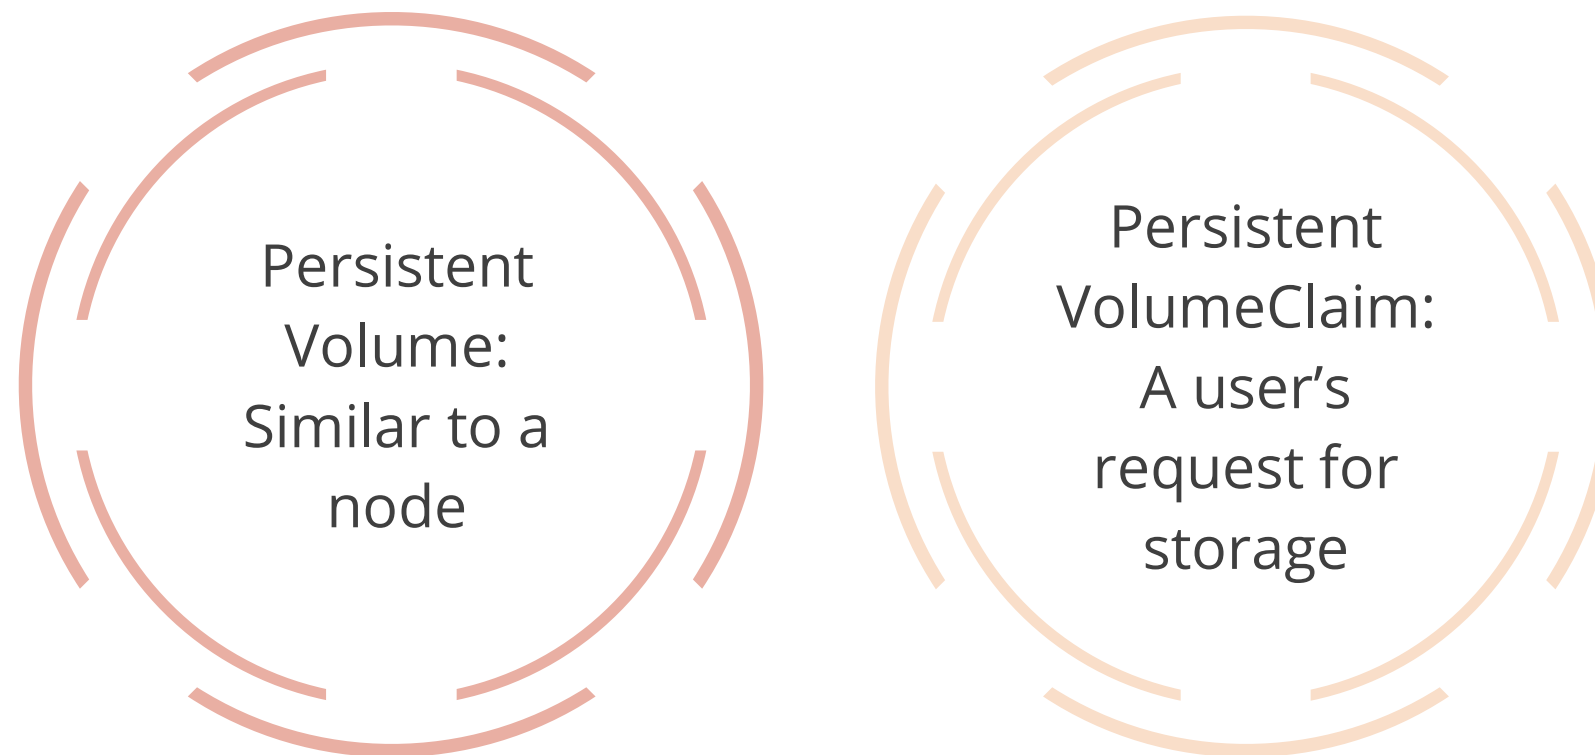 Persistent
Volume:
Similar to a
node
Persistent
VolumeClaim:
A user’s
request for
storage